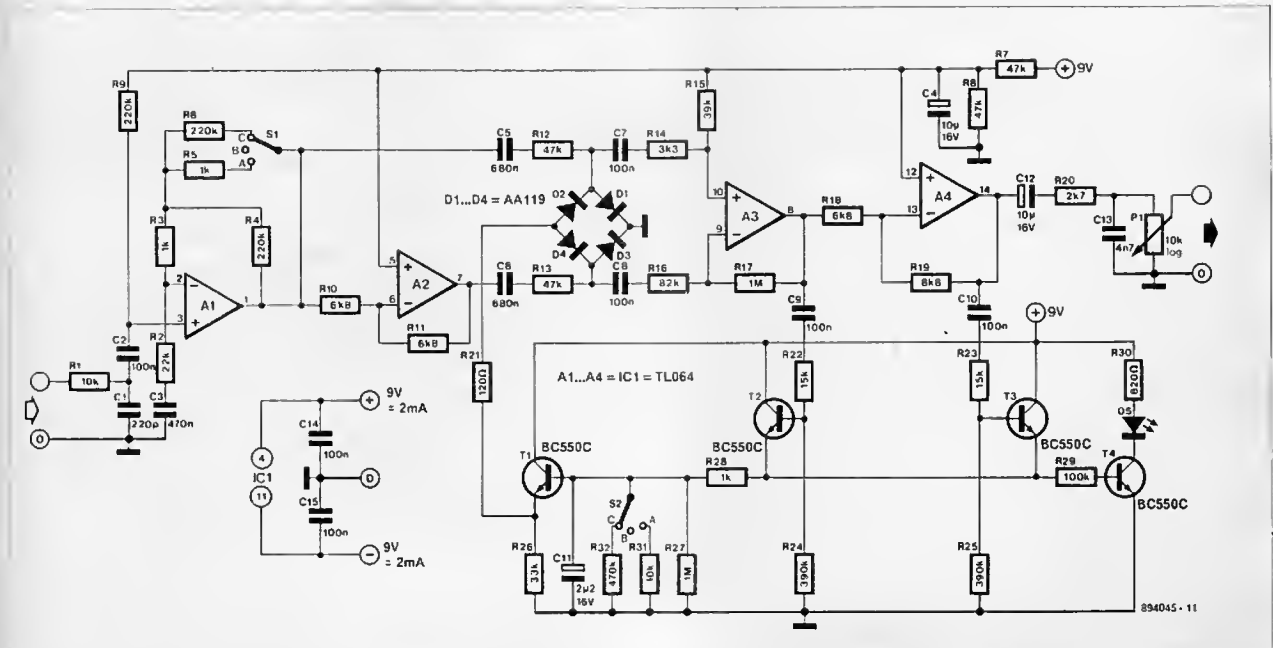 R9
220k
R6
220k
R5
1k
C
B
A
S1
R3
1k
R4
220k
2
3
A1
1
R2
22k
C2
100n
R1
10k
C1
220p
C3
470n
0
R10
6k8
5
6
A2
7
R11
6k8
C5
680n
R12
47k
C7
100n
R14
3k3
D1...D4 = AA119
D2
D1
D4
D3
C6
680n
R13
47k
C8
100n
R16
82k
R15
39k
10
9
A3
8
R17
1M
R18
6k8
12
13
A4
14
R19
6k8
C4
10µ
16V
R8
47k
R7
47k
9V
C12
10µ
16V
R20
2k7
C13
4n7
P1
10k
log
0
C9
100n
C10
100n
R21
120Ω
A1...A4 = IC1 = TL064
9V
= 2mA
C14
100n
4
IC1
11
0
C15
100n
9V
= 2mA
T1
BC550C
T2
BC550C
R22
15k
R23
15k
T3
BC550C
9V
R30
820Ω
D5
T4
BC550C
R28
1k
R29
100k
S2
C
B
A
R26
33k
C11
2µ2
16V
R32
470k
R31
10k
R27
1M
R24
390k
R25
390k
894045 - 11